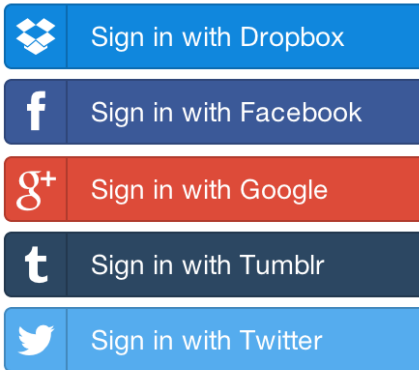 Sign in with Dropbox
f Sign in with Facebook
g+ Sign in with Google
t Sign in with Tumblr
Sign in with Twitter